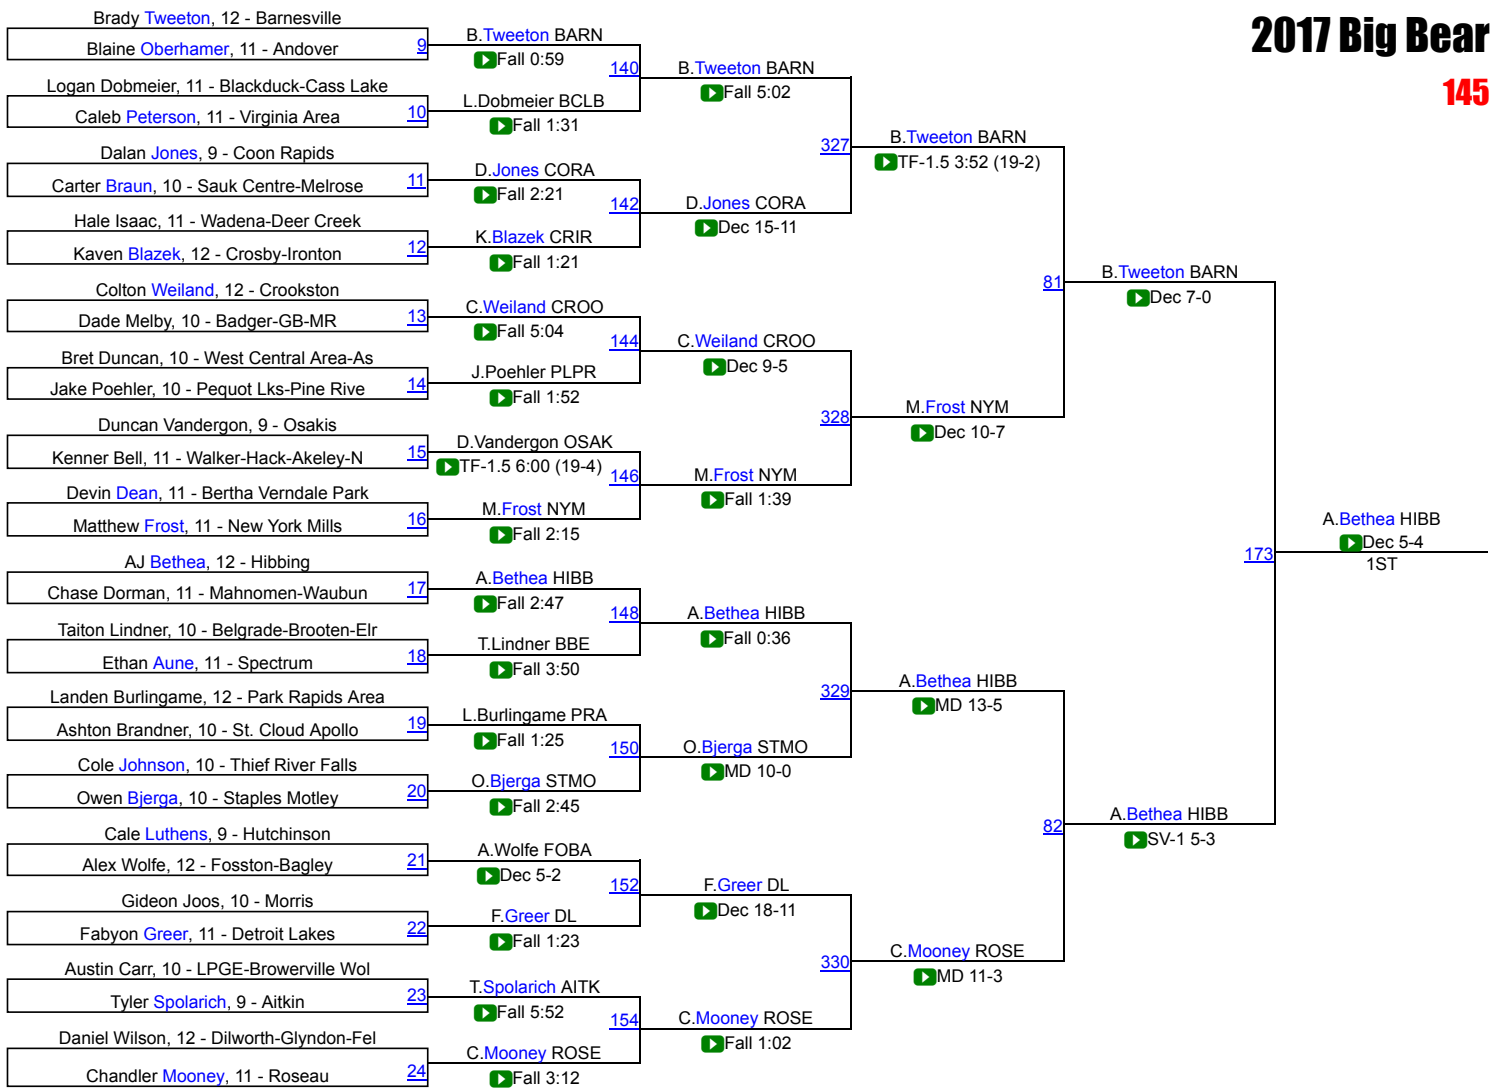 2017 Big Bear
145
Brady Tweeton, 12 - Barnesville
Blaine Oberhamer, 11 - Andover
9
Logan Dobmeier, 11 - Blackduck-Cass Lake
Caleb Peterson, 11 - Virginia Area
10
Dalan Jones, 9 - Coon Rapids
Carter Braun, 10 - Sauk Centre-Melrose
11
Hale Isaac, 11 - Wadena-Deer Creek
Kaven Blazek, 12 - Crosby-Ironton
12
Colton Weiland, 12 - Crookston
Dade Melby, 10 - Badger-GB-MR
13
Bret Duncan, 10 - West Central Area-As
Jake Poehler, 10 - Pequot Lks-Pine Rive
14
Duncan Vandergon, 9 - Osakis
Kenner Bell, 11 - Walker-Hack-Akeley-N
15
Devin Dean, 11 - Bertha Verndale Park
Matthew Frost, 11 - New York Mills
16
AJ Bethea, 12 - Hibbing
Chase Dorman, 11 - Mahnomen-Waubun
17
Taiton Lindner, 10 - Belgrade-Brooten-Elr
Ethan Aune, 11 - Spectrum
18
Landen Burlingame, 12 - Park Rapids Area
Ashton Brandner, 10 - St. Cloud Apollo
19
Cole Johnson, 10 - Thief River Falls
Owen Bjerga, 10 - Staples Motley
20
Cale Luthens, 9 - Hutchinson
Alex Wolfe, 12 - Fosston-Bagley
21
Gideon Joos, 10 - Morris
Fabyon Greer, 11 - Detroit Lakes
22
Austin Carr, 10 - LPGE-Browerville Wol
Tyler Spolarich, 9 - Aitkin
23
Daniel Wilson, 12 - Dilworth-Glyndon-Fel
Chandler Mooney, 11 - Roseau
24
B.Tweeton BARN
Fall 0:59
140
L.Dobmeier BCLB
Fall 1:31
D.Jones CORA
Fall 2:21
142
K.Blazek CRIR
Fall 1:21
C.Weiland CROO
Fall 5:04
144
J.Poehler PLPR
Fall 1:52
D.Vandergon OSAK
TF-1.5 6:00 (19-4)
146
M.Frost NYM
Fall 2:15
A.Bethea HIBB
Fall 2:47
148
T.Lindner BBE
Fall 3:50
L.Burlingame PRA
Fall 1:25
150
O.Bjerga STMO
Fall 2:45
A.Wolfe FOBA
Dec 5-2
152
F.Greer DL
Fall 1:23
T.Spolarich AITK
Fall 5:52
154
C.Mooney ROSE
Fall 3:12
B.Tweeton BARN
Fall 5:02
327
D.Jones CORA
Dec 15-11
C.Weiland CROO
Dec 9-5
328
M.Frost NYM
Fall 1:39
A.Bethea HIBB
Fall 0:36
329
O.Bjerga STMO
MD 10-0
F.Greer DL
Dec 18-11
330
C.Mooney ROSE
Fall 1:02
B.Tweeton BARN
TF-1.5 3:52 (19-2)
81
M.Frost NYM
Dec 10-7
A.Bethea HIBB
MD 13-5
82
C.Mooney ROSE
MD 11-3
B.Tweeton BARN
Dec 7-0
173
A.Bethea HIBB
SV-1 5-3
A.Bethea HIBB
Dec 5-4
1ST